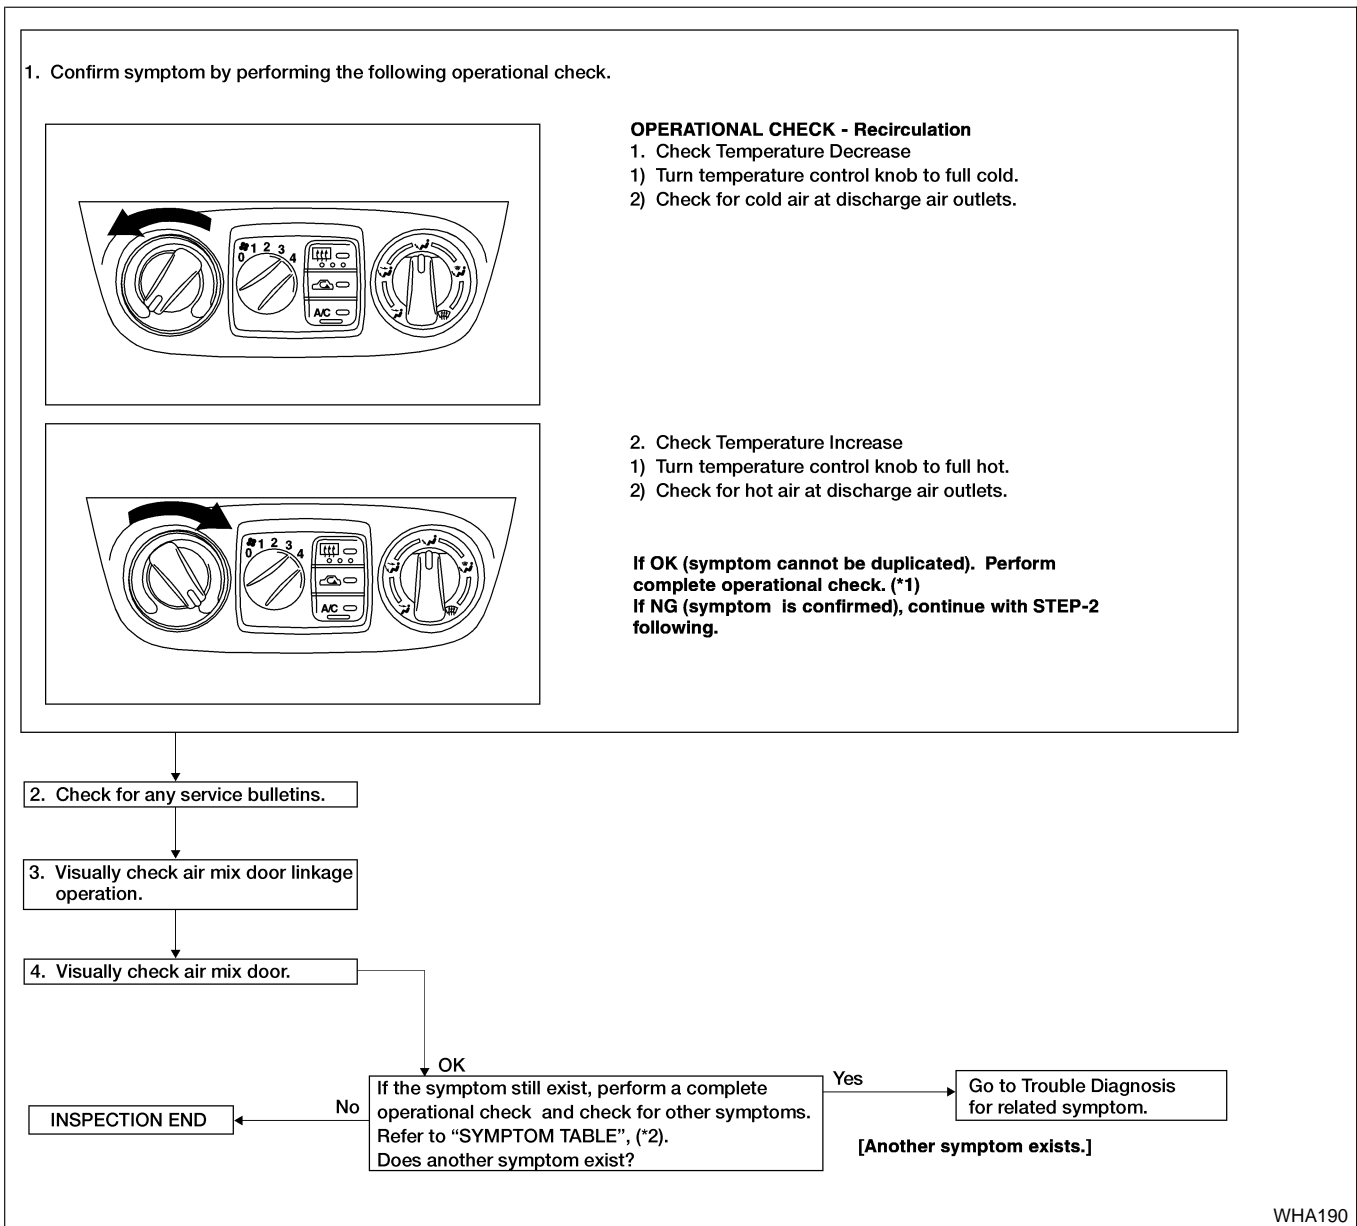 1. Confirm symptom by performing the following operational check.
OPERATIONAL CHECK - Recirculation
1. Check Temperature Decrease
1) Turn temperature control knob to full cold.
2) Check for cold air at discharge air outlets.
0 1 2 3 4
A/C
2. Check Temperature Increase
1) Turn temperature control knob to full hot.
2) Check for hot air at discharge air outlets.
0 1 2 3 4
A/C
If OK (symptom cannot be duplicated). Perform
complete operational check. (*1)
If NG (symptom is confirmed), continue with STEP-2
following.
2. Check for any service bulletins.
3. Visually check air mix door linkage
operation.
4. Visually check air mix door.
OK
If the symptom still exist, perform a complete
operational check and check for other symptoms.
Refer to “SYMPTOM TABLE”, (*2).
Does another symptom exist?
Yes
Go to Trouble Diagnosis
for related symptom.
[Another symptom exists.]
No
INSPECTION END
WHA190